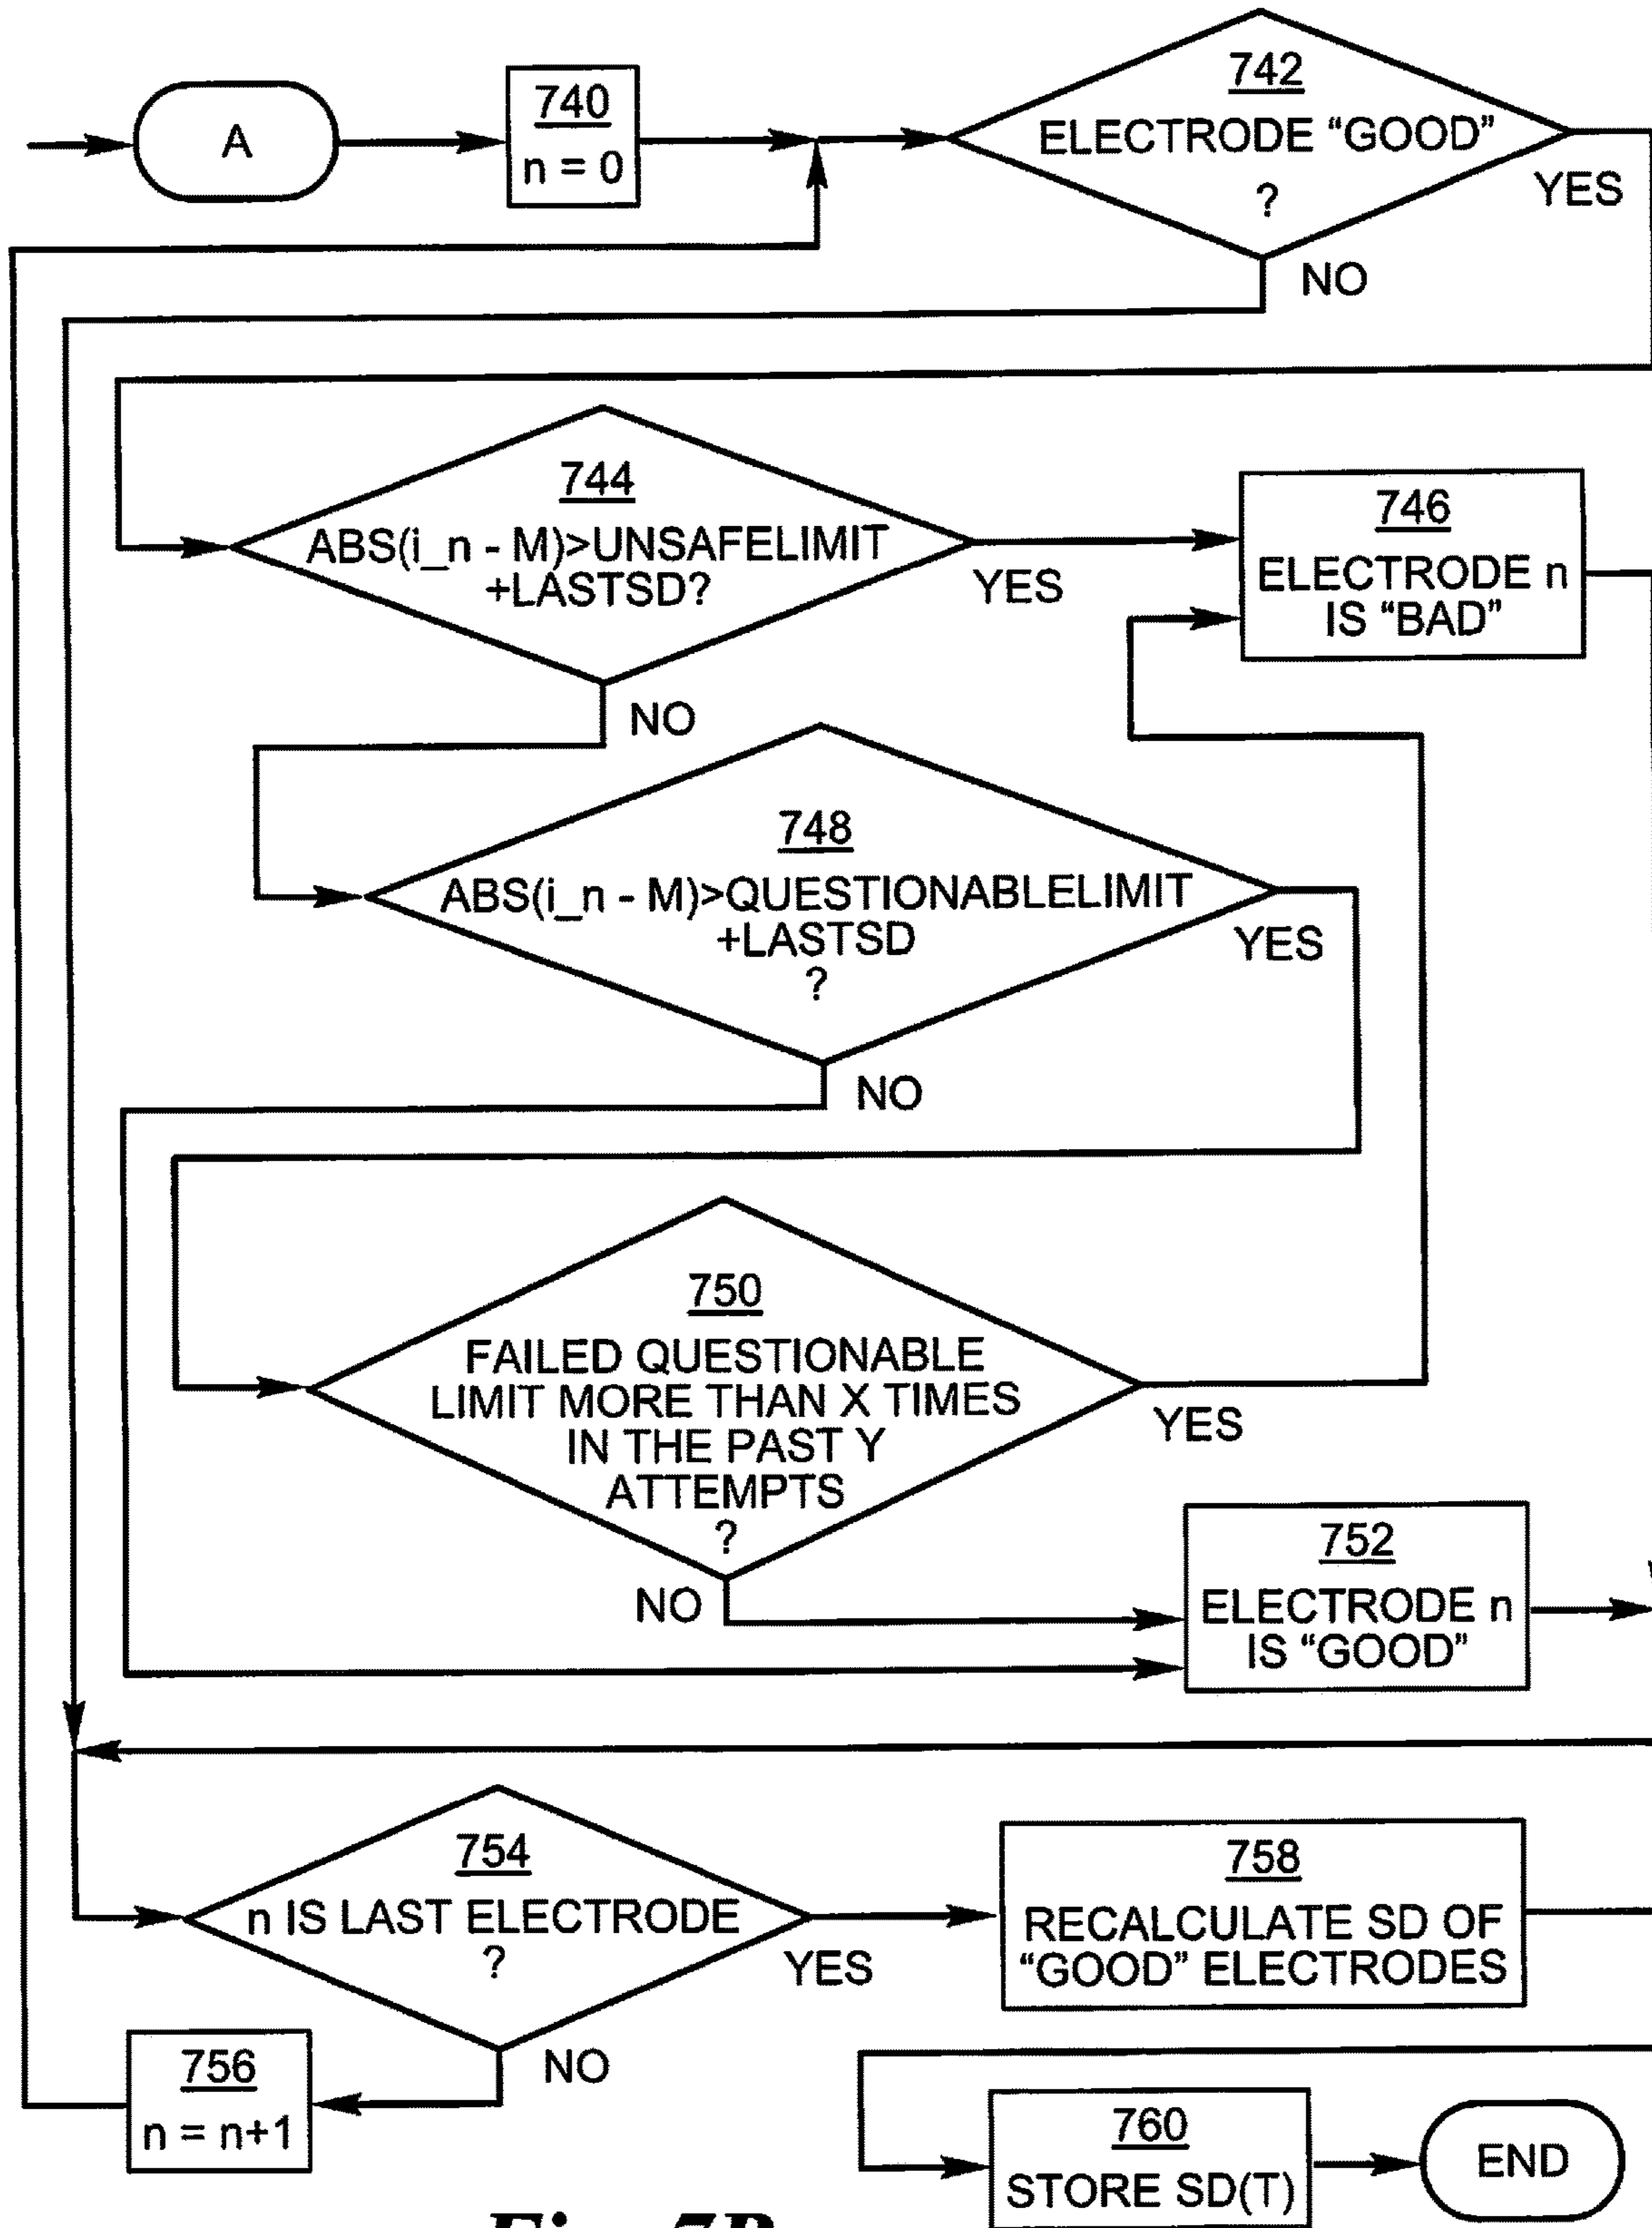 A
740
n = 0
742
ELECTRODE “GOOD”
?
YES
NO
744
ABS(i_n - M)>UNSAFELIMIT
+LASTSD?
YES
NO
746
ELECTRODE n
IS “BAD”
748
ABS(i_n - M)>QUESTIONABLELIMIT
+LASTSD
?
YES
NO
750
FAILED QUESTIONABLE
LIMIT MORE THAN X TIMES
IN THE PAST Y
ATTEMPTS
?
YES
NO
752
ELECTRODE n
IS “GOOD”
754
n IS LAST ELECTRODE
?
YES
NO
758
RECALCULATE SD OF
“GOOD” ELECTRODES
756
n = n+1
760
STORE SD(T)
END